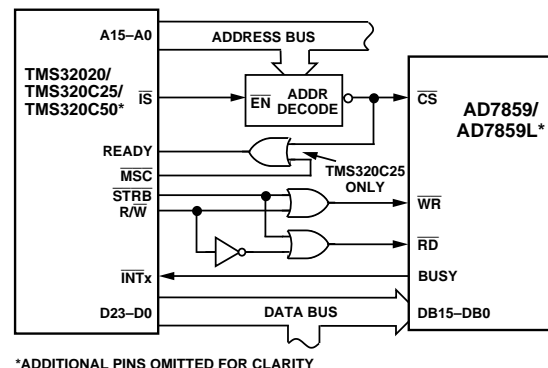 A15–A0
ADDRESS BUS
TMS32020/
TMS320C25/
TMS320C50*
IS
EN
ADDR
DECODE
CS
AD7859/
AD7859L*
READY
MSC
TMS320C25
ONLY
STRB
R/W
WR
RD
INTx
BUSY
D23–D0
DATA BUS
DB15–DB0
*ADDITIONAL PINS OMITTED FOR CLARITY